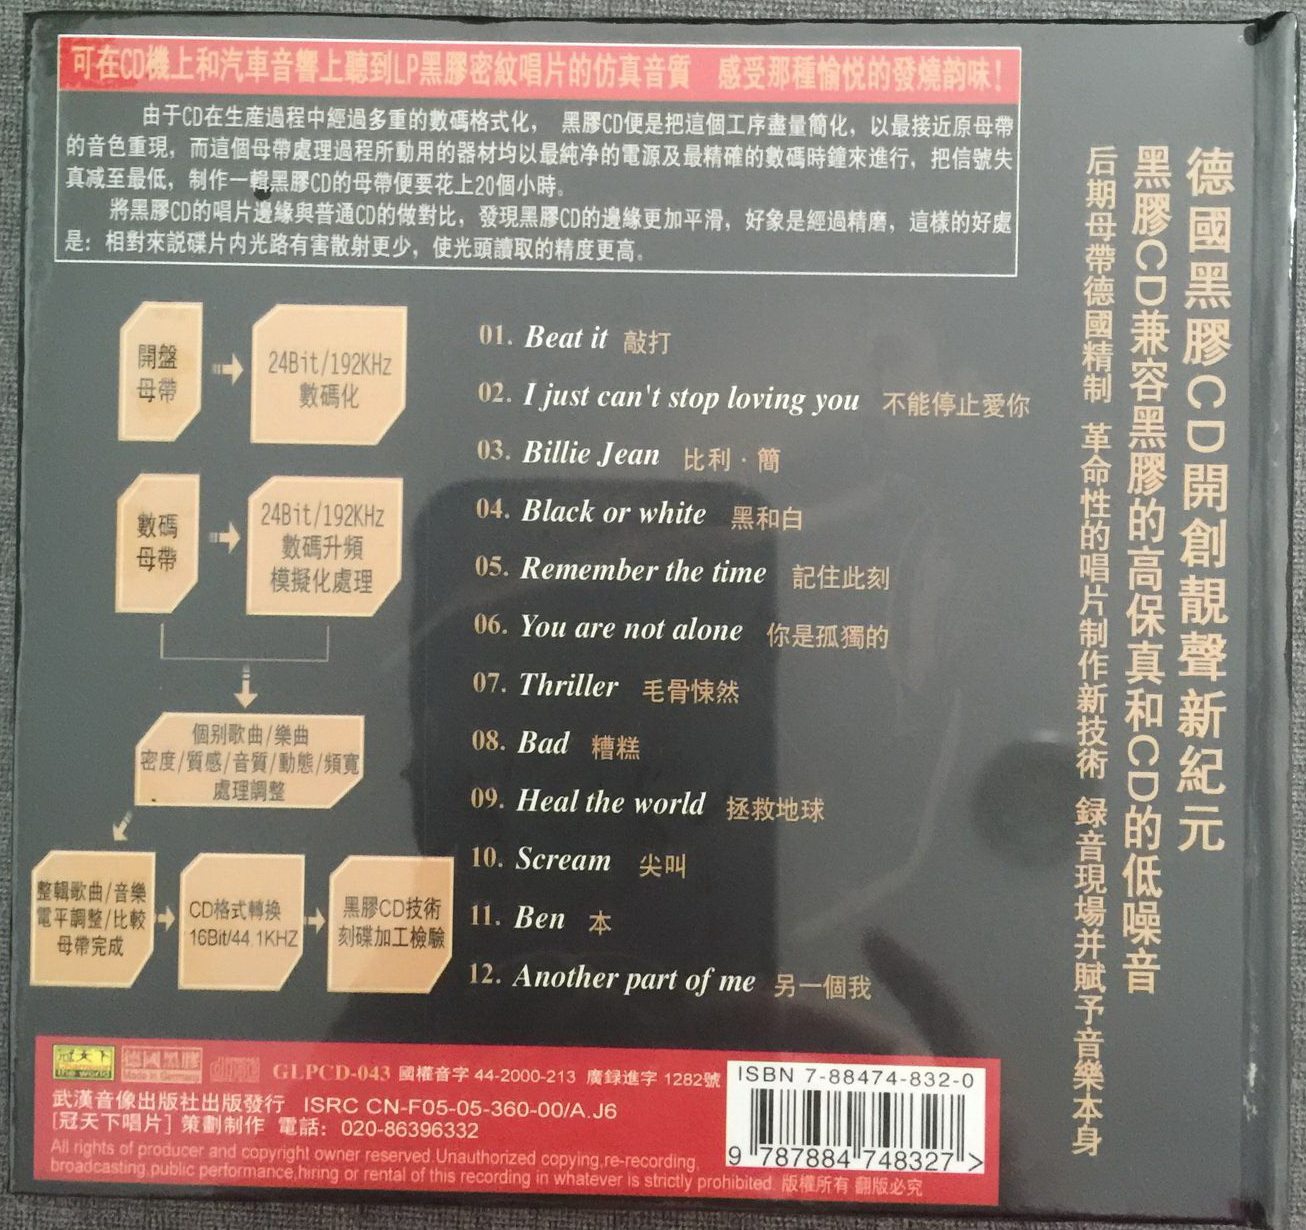 可在CD機上和汽車音響上聽到LP黑膠密紋唱片的仿真音質　感受那種愉悅的發燒韵味！
由于CD在生産過程中經過多重的數碼格式化，黑膠CD便是把這個工序盡量簡化，以最接近原母帶
的音色重現，而這個母帶處理過程所動用的器材均以最純净的電源及最精確的數碼時鐘來進行，把信號失
真减至最低，制作一輯黑膠CD的母帶便要花上20個小時。
將黑膠CD的唱片邊緣與普通CD的做對比，發現黑膠CD的邊緣更加平滑，好象是經過精磨，這樣的好處
是：相對來説碟片内光路有害散射更少，使光頭讀取的精度更高。
德國黑膠CD開創靚聲新紀元
黑膠CD兼容黑膠的高保真和CD的低噪音
后期母帶德國精制 革命性的唱片制作新技術 録音現場并賦予音樂本身
開盤
母帶
24Bit/192KHz
數碼化
數碼
母帶
24Bit/192KHz
數碼升頻
模擬化處理
個别歌曲/樂曲
密度/質感/音質/動態/頻寬
處理調整
整輯歌曲/音樂
電平調整/比較
母帶完成
CD格式轉换
16Bit/44.1KHZ
黑膠CD技術
刻碟加工檢驗
01. Beat it 敲打
02. I just can't stop loving you 不能停止愛你
03. Billie Jean 比利·簡
04. Black or white 黑和白
05. Remember the time 記住此刻
06. You are not alone 你是孤獨的
07. Thriller 毛骨悚然
08. Bad 糟糕
09. Heal the world 拯救地球
10. Scream 尖叫
11. Ben 本
12. Another part of me 另一個我
冠天下
the world
德國黑膠
Made in Germany
GLPCD-043 國權音字 44-2000-213 廣録進字 1282號
武漢音像出版社出版發行 ISRC CN-F05-05-360-00/A.J6
[冠天下唱片] 策劃制作 電話：020-86396332
All rights of producer and copyright owner reserved.Unauthorized copying,re-recording,
broadcasting,public performance,hiring or rental of this recording in whatever is strictly prohibited. 版權所有 翻版必究
ISBN 7-88474-832-0
9 787884 748327 >